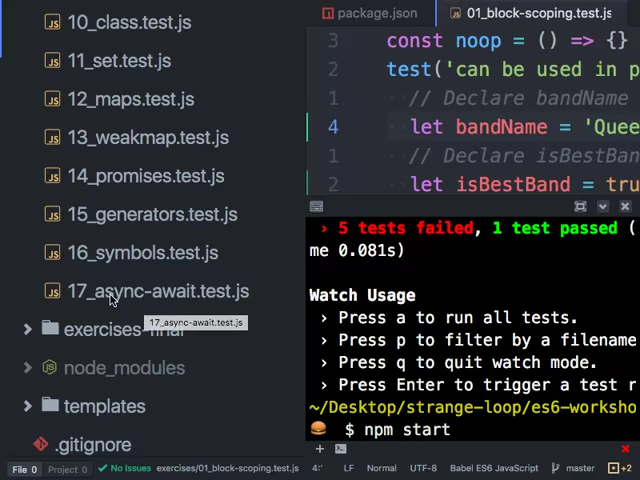 10_class.test.js
11_set.test.js
12_maps.test.js
13_weakmap.test.js
14_promises.test.js
15_generators.test.js
16_symbols.test.js
17_async-await.test.js
17_async-await.test.js
exercises-final
node_modules
templates
.gitignore
package.json
01_block-scoping.test.js
3 const noop = () => {}
2 test('can be used in p
1 // Declare bandName
4 let bandName = 'Quee
1 // Declare isBestBan
2 let isBestBand = tru
› 5 tests failed, 1 test passed (
me 0.081s)
Watch Usage
› Press a to run all tests.
› Press p to filter by a filename
› Press q to quit watch mode.
› Press Enter to trigger a test r
~/Desktop/strange-loop/es6-worksho
🍔 $ npm start
File 0 Project 0 No Issues exercises/01_block-scoping.test.js 4: LF Normal UTF-8 Babel ES6 JavaScript master +2